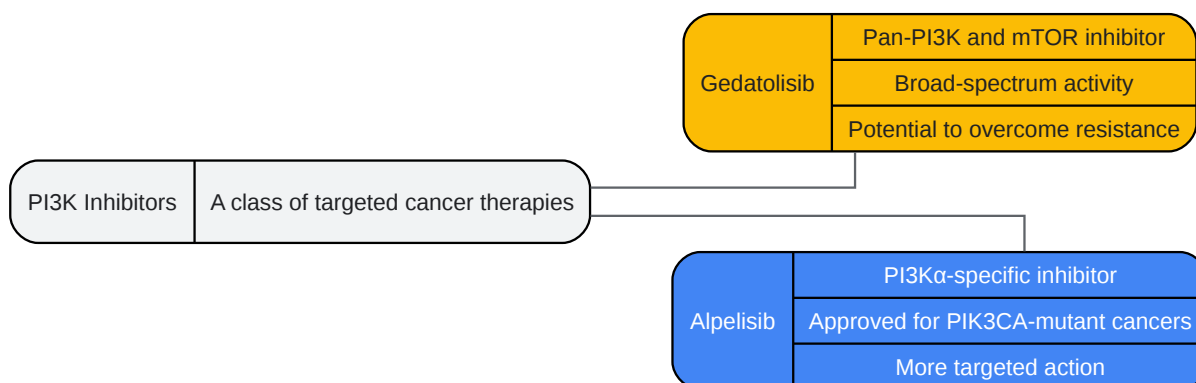 Gedatolisib
Pan-PI3K and mTOR inhibitor
Broad-spectrum activity
Potential to overcome resistance
PI3K Inhibitors
A class of targeted cancer therapies
Alpelisib
PI3Kα-specific inhibitor
Approved for PIK3CA-mutant cancers
More targeted action